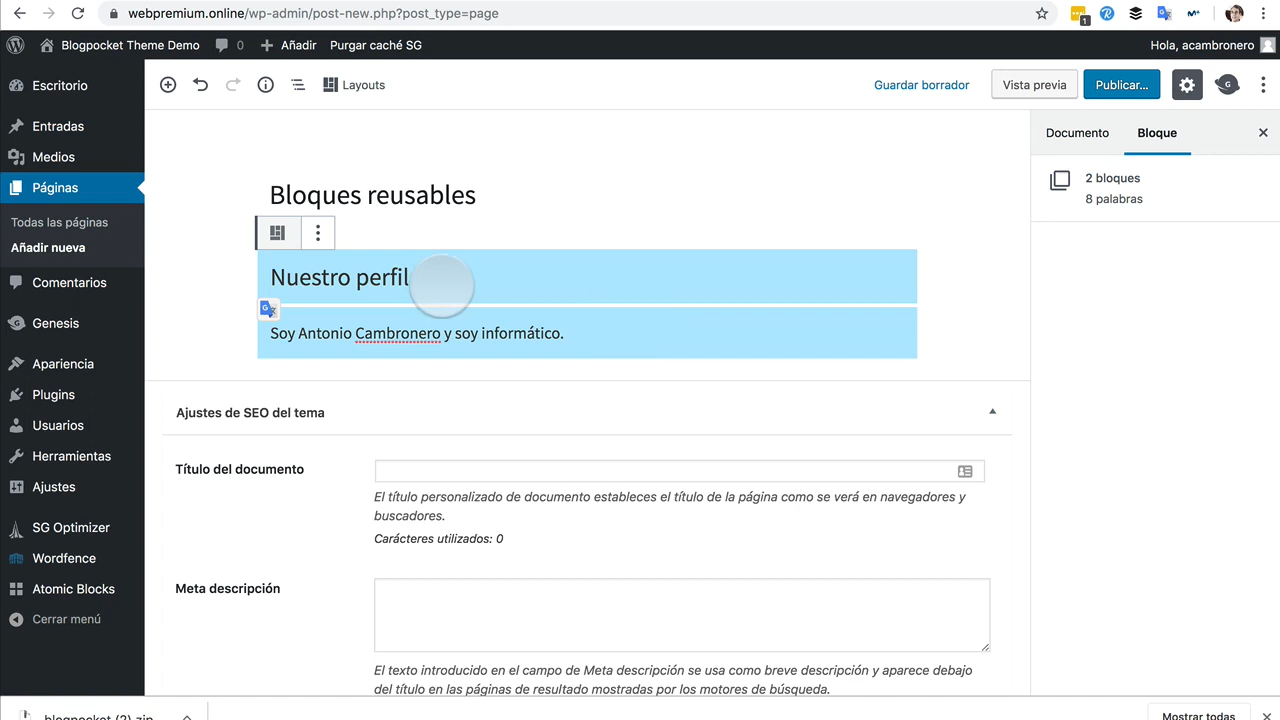 webpremium.online/wp-admin/post-new.php?post_type=page
1
Blogpocket Theme Demo
0
Añadir
Purgar caché SG
Hola, acambronero
Escritorio
Entradas
Medios
Páginas
Todas las páginas
Añadir nueva
Comentarios
Genesis
Apariencia
Plugins
Usuarios
Herramientas
Ajustes
SG Optimizer
Wordfence
Atomic Blocks
Cerrar menú
Layouts
Guardar borrador
Vista previa
Publicar...
G
Documento
Bloque
2 bloques
8 palabras
Bloques reusables
Nuestro perfil
Soy Antonio Cambronero y soy informático.
Ajustes de SEO del tema
Título del documento
El título personalizado de documento estableces el título de la página como se verá en navegadores y
buscadores.
Carácteres utilizados: 0
Meta descripción
El texto introducido en el campo de Meta descripción se usa como breve descripción y aparece debajo
del título en las páginas de resultado mostradas por los motores de búsqueda.
blogpocket (2).zip
Mostrar todas